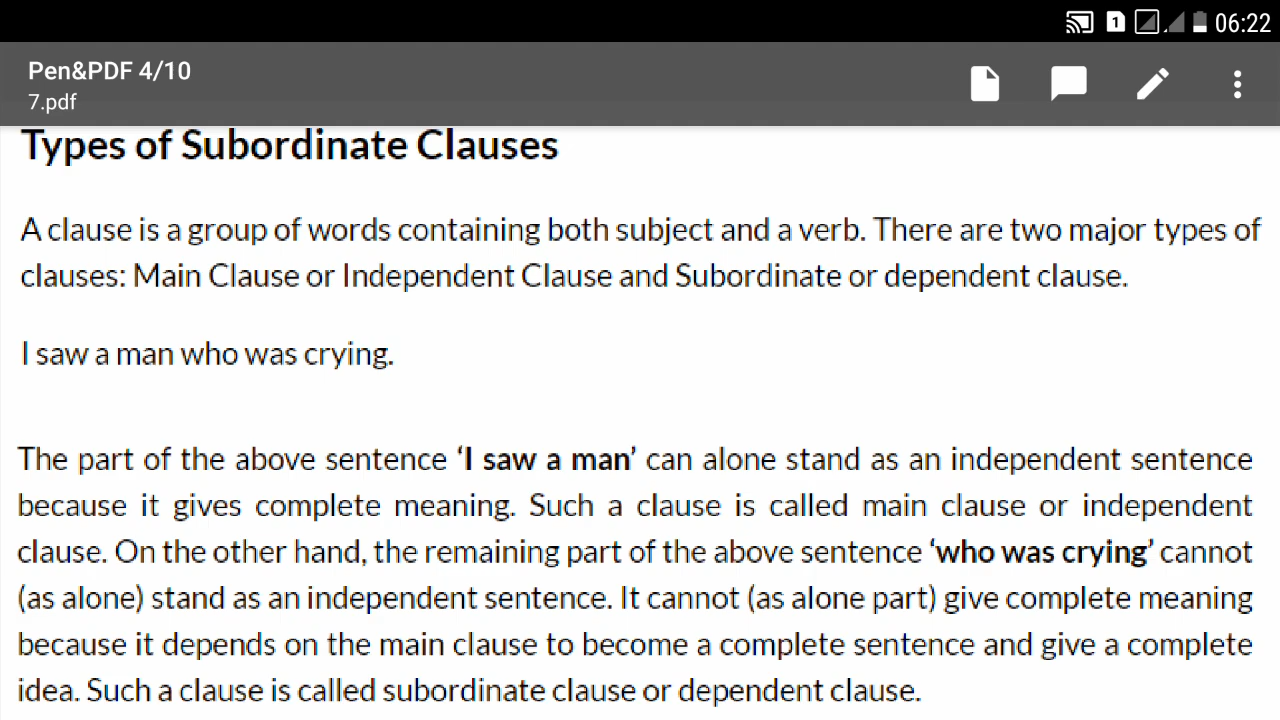 1 06:22
Pen&PDF 4/10
7.pdf
Types of Subordinate Clauses
A clause is a group of words containing both subject and a verb. There are two major types of
clauses: Main Clause or Independent Clause and Subordinate or dependent clause.
I saw a man who was crying.
The part of the above sentence ‘I saw a man’ can alone stand as an independent sentence
because it gives complete meaning. Such a clause is called main clause or independent
clause. On the other hand, the remaining part of the above sentence ‘who was crying’ cannot
(as alone) stand as an independent sentence. It cannot (as alone part) give complete meaning
because it depends on the main clause to become a complete sentence and give a complete
idea. Such a clause is called subordinate clause or dependent clause.